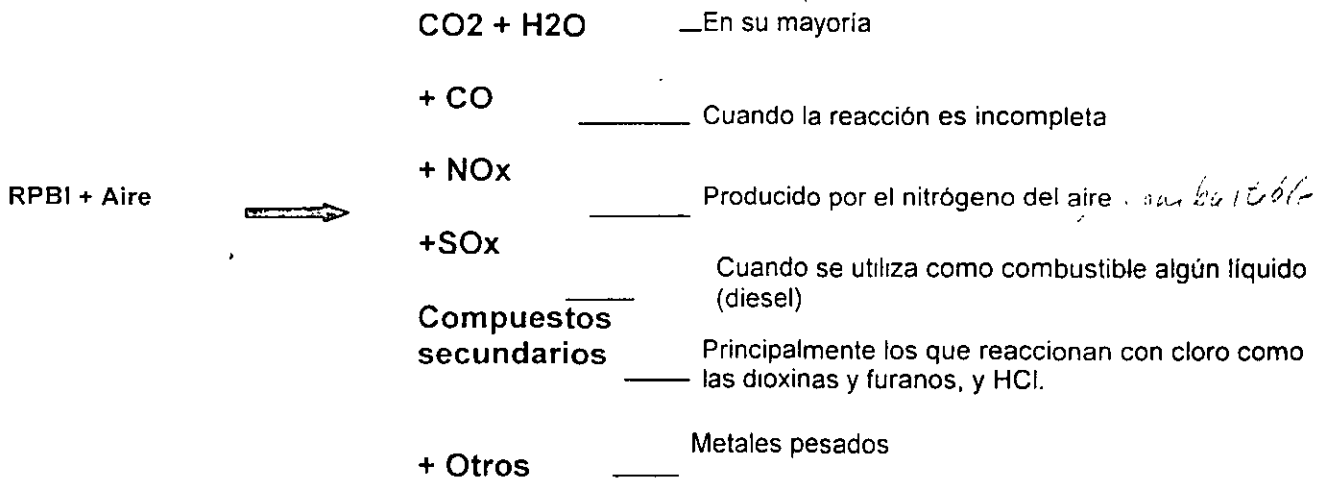 CO2 + H2O En su mayoría
+ CO Cuando la reacción es incompleta
+ NOx
RPBI + Aire Producido por el nitrógeno del aire
+SOx
Cuando se utiliza como combustible algún líquido
(diesel)
Compuestos
secundarios Principalmente los que reaccionan con cloro como
las dioxinas y furanos, y HCl.
Metales pesados
+ Otros